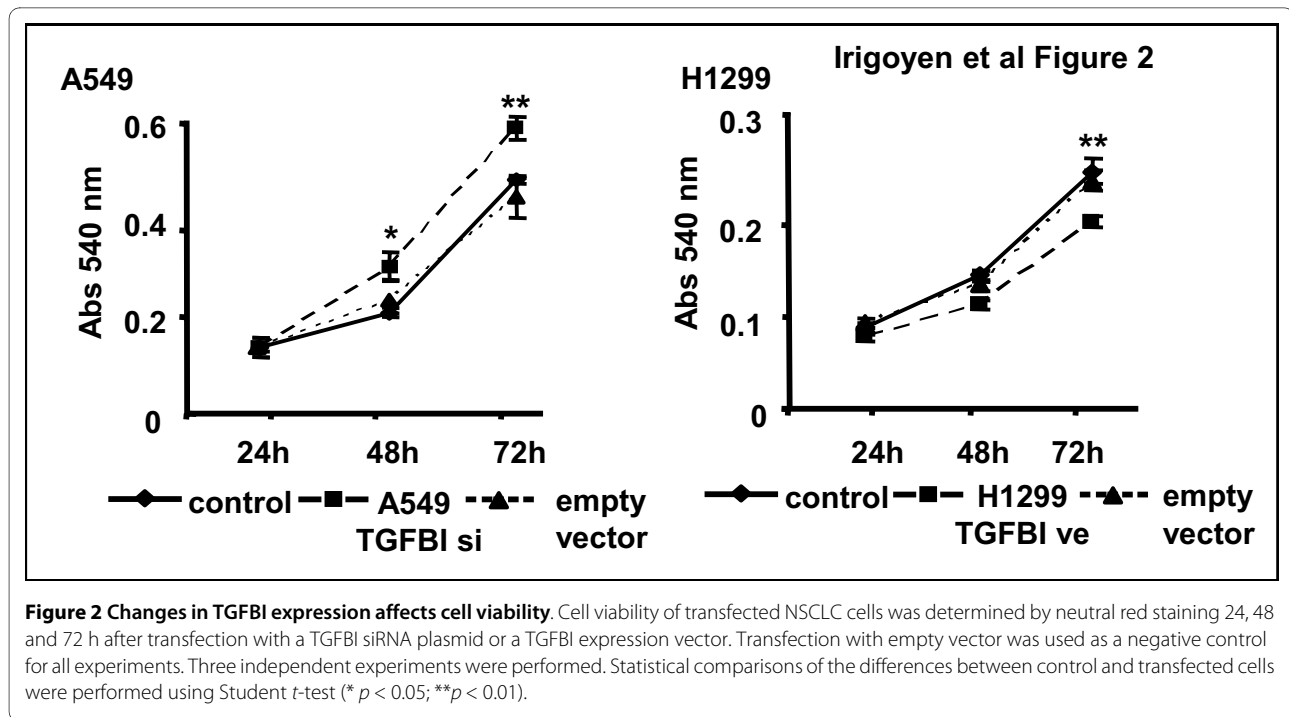 Irigoyen et al Figure 2
A549
**
0.6
*
0.4
0.2
0
Abs 540 nm
24h 48h 72h
control A549 TGFBI si empty vector
H1299
**
0.3
0.2
0.1
0
Abs 540 nm
24h 48h 72h
control H1299 TGFBI ve empty vector
Figure 2 Changes in TGFBI expression affects cell viability. Cell viability of transfected NSCLC cells was determined by neutral red staining 24, 48
and 72 h after transfection with a TGFBI siRNA plasmid or a TGFBI expression vector. Transfection with empty vector was used as a negative control
for all experiments. Three independent experiments were performed. Statistical comparisons of the differences between control and transfected cells
were performed using Student t-test (* p < 0.05; **p < 0.01).